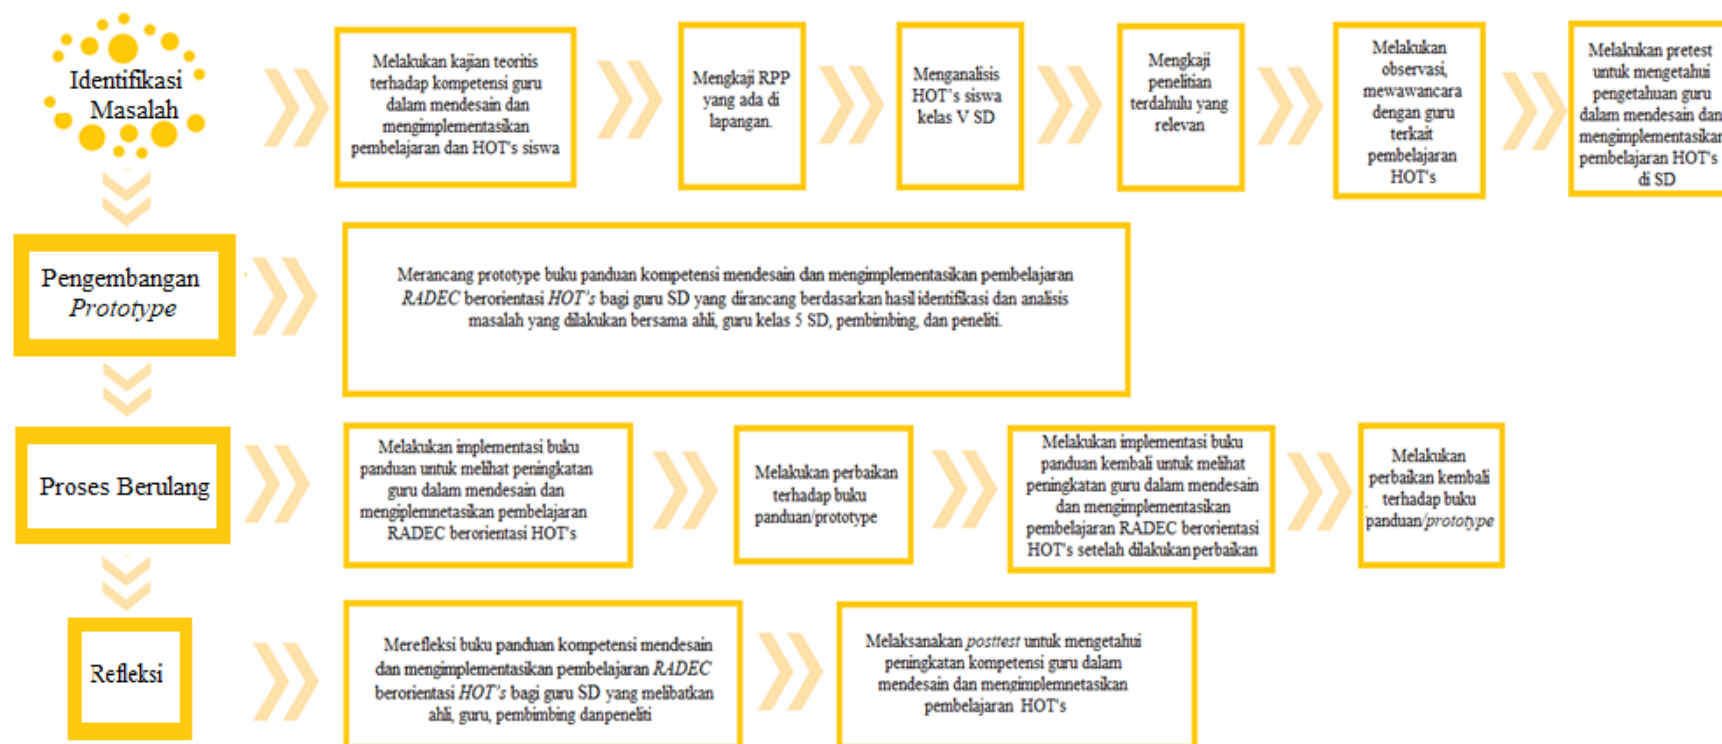 Identifikasi
Masalah
Melakukan kajian teoritis
terhadap kompetensi guru
dalam mendesain dan
mengimplementasikan
pembelajaran dan HOT's siswa
Mengkaji RPP
yang ada di
lapangan.
Menganalisis
HOT's siswa
kelas V SD
Mengkaji
penelitian
terdahulu yang
relevan
Melakukan
observasi,
mewawancara
dengan guru
terkait
pembelajaran
HOT's
Melakukan pretest
untuk mengetahui
pengetahuan guru
dalam mendesain dan
mengimplementasikan
pembelajaran HOT's
di SD
Pengembangan
Prototype
Merancang prototype buku panduan kompetensi mendesain dan mengimplementasikan pembelajaran
RADEC berorientasi HOT's bagi guru SD yang dirancang berdasarkan hasil identifikasi dan analisis
masalah yang dilakukan bersama ahli, guru kelas 5 SD, pembimbing, dan peneliti.
Proses Berulang
Melakukan implementasi buku
panduan untuk melihat peningkatan
guru dalam mendesain dan
mengiplemnetasikan pembelajaran
RADEC berorientasi HOT's
Melakukan perbaikan
terhadap buku
panduan/prototype
Melakukan implementasi buku
panduan kembali untuk melihat
peningkatan guru dalam mendesain
dan mengimplementasikan
pembelajaran RADEC berorientasi
HOT's setelah dilakukan perbaikan
Melakukan
perbaikan kembali
terhadap buku
panduan/prototype
Refleksi
Merefleksi buku panduan kompetensi mendesain
dan mengimplementasikan pembelajaran RADEC
berorientasi HOT's bagi guru SD yang melibatkan
ahli, guru, pembimbing danpeneliti
Melaksanakan posttest untuk mengetahui
peningkatan kompetensi guru dalam
mendesain dan mengimplemnetasikan
pembelajaran HOT's